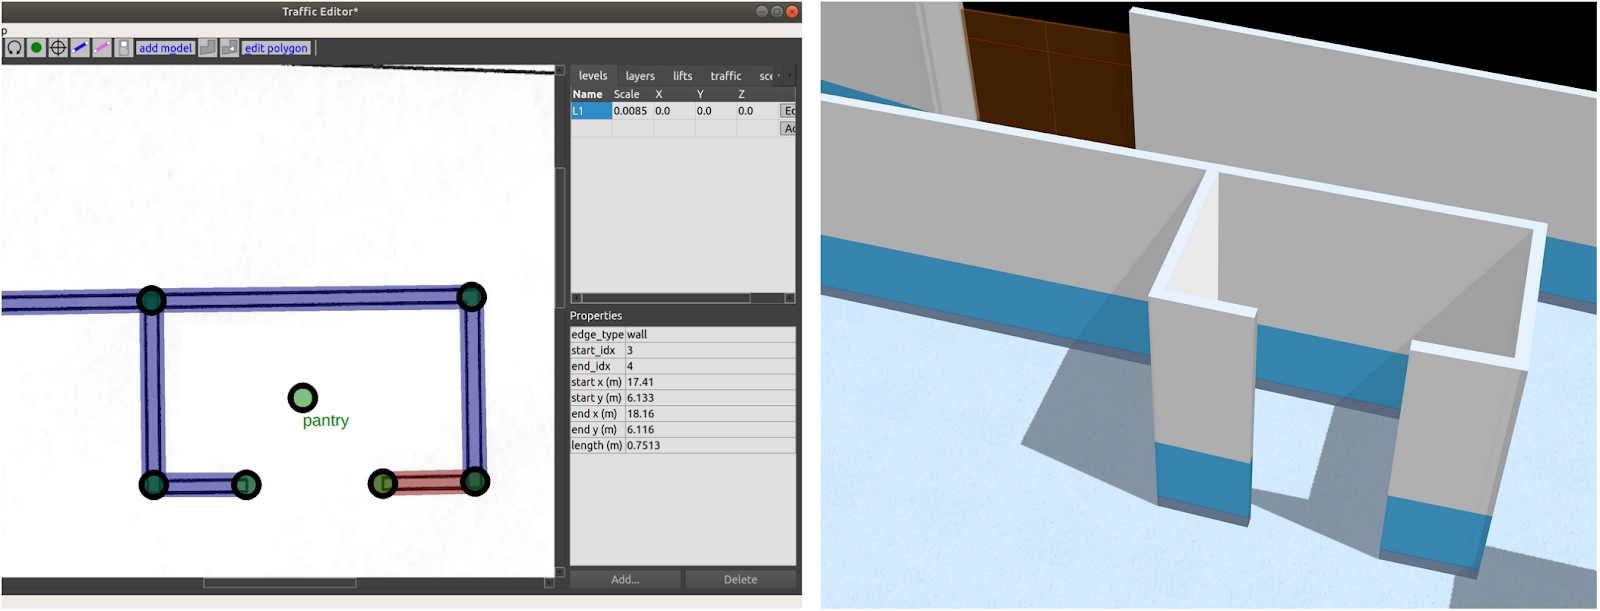 Traffic Editor*
p
add model edit polygon
levels layers lifts traffic sce
Name Scale X Y Z
L1 0.0085 0.0 0.0 0.0 Ed
Ad
pantry
Properties
edge_type wall
start_idx 3
end_idx 4
start x (m) 17.41
start y (m) 6.133
end x (m) 18.16
end y (m) 6.116
length (m) 0.7513
Add... Delete